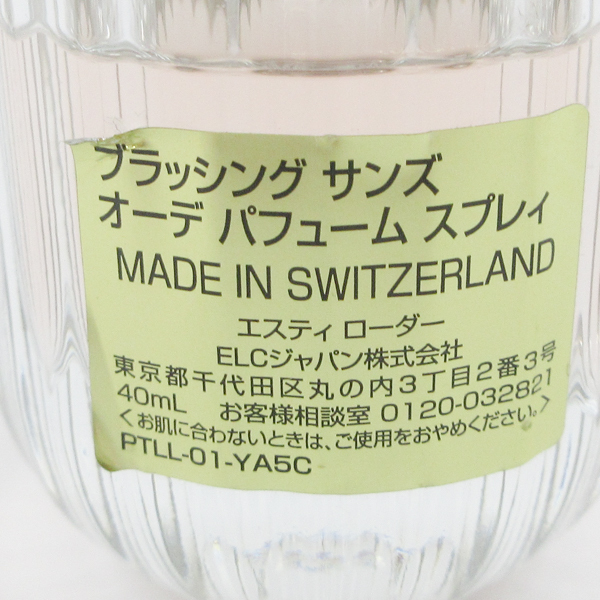 ブラッシング サンズ
オーデ パフューム スプレィ
MADE IN SWITZERLAND
エスティ ローダー
ELCジャパン株式会社
東京都千代田区丸の内3丁目2番3号
40mL お客様相談室 0120-032821
<お肌に合わないときは、ご使用をおやめください。>
PTLL-01-YA5C